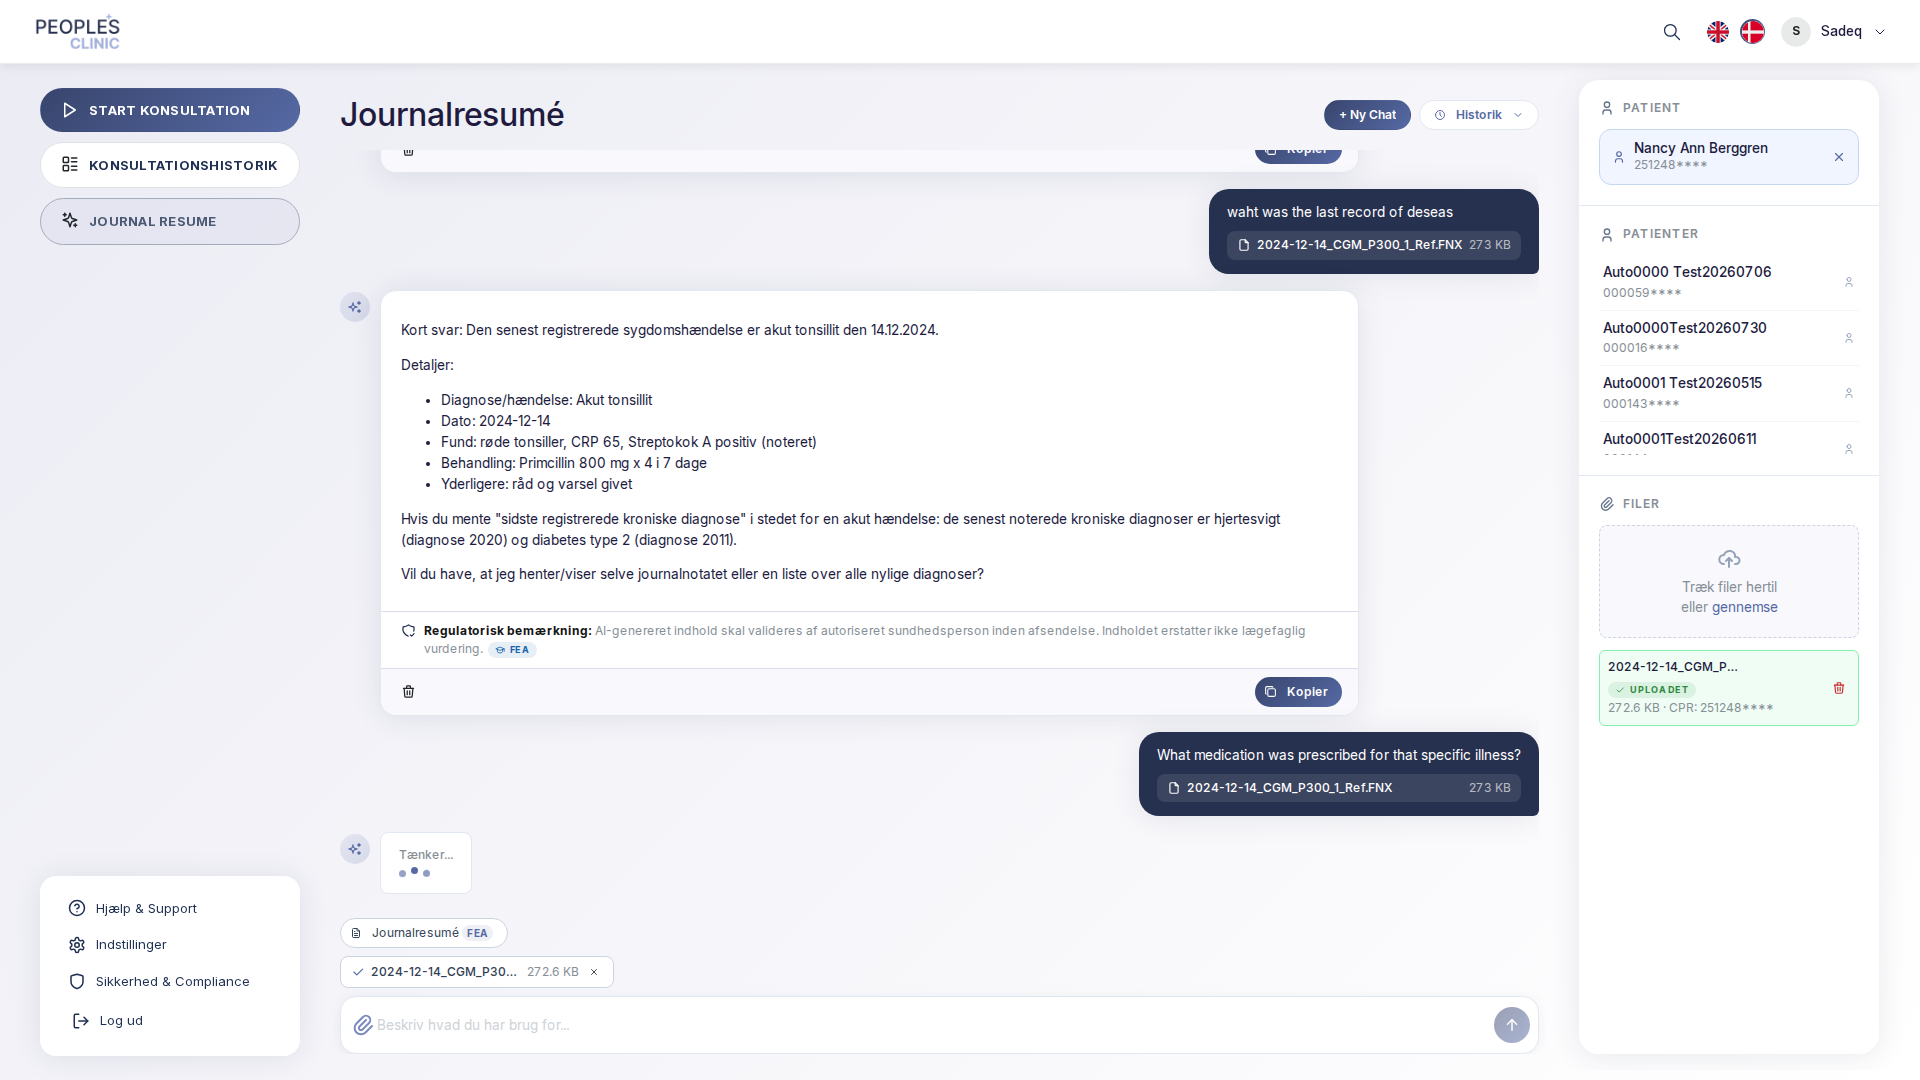 PEOPLE'S
CLINIC
S
Sadeq
START KONSULTATION
KONSULTATIONSHISTORIK
JOURNAL RESUME
Journalresumé
+ Ny Chat
Historik
Kopier
waht was the last record of deseas
2024-12-14_CGM_P300_1_Ref.FNX 273 KB
Kort svar: Den senest registrerede sygdomshændelse er akut tonsillit den 14.12.2024.
Detaljer:
• Diagnose/hændelse: Akut tonsillit
• Dato: 2024-12-14
• Fund: røde tonsiller, CRP 65, Streptokok A positiv (noteret)
• Behandling: Primcillin 800 mg x 4 i 7 dage
• Yderligere: råd og varsel givet
Hvis du mente "sidste registrerede kroniske diagnose" i stedet for en akut hændelse: de senest noterede kroniske diagnoser er hjertesvigt
(diagnose 2020) og diabetes type 2 (diagnose 2011).
Vil du have, at jeg henter/viser selve journalnotatet eller en liste over alle nylige diagnoser?
Regulatorisk bemærkning: AI-genereret indhold skal valideres af autoriseret sundhedsperson inden afsendelse. Indholdet erstatter ikke lægefaglig
vurdering. FEA
Kopier
What medication was prescribed for that specific illness?
2024-12-14_CGM_P300_1_Ref.FNX 273 KB
Tænker...
Journalresumé FEA
2024-12-14_CGM_P30... 272.6 KB
Beskriv hvad du har brug for...
Hjælp & Support
Indstillinger
Sikkerhed & Compliance
Log ud
PATIENT
Nancy Ann Berggren
251248****
PATIENTER
Auto0000 Test20260706
000059****
Auto0000Test20260730
000016****
Auto0001 Test20260515
000143****
Auto0001Test20260611
FILER
Træk filer hertil
eller gennemse
2024-12-14_CGM_P...
UPLOADET
272.6 KB · CPR: 251248****